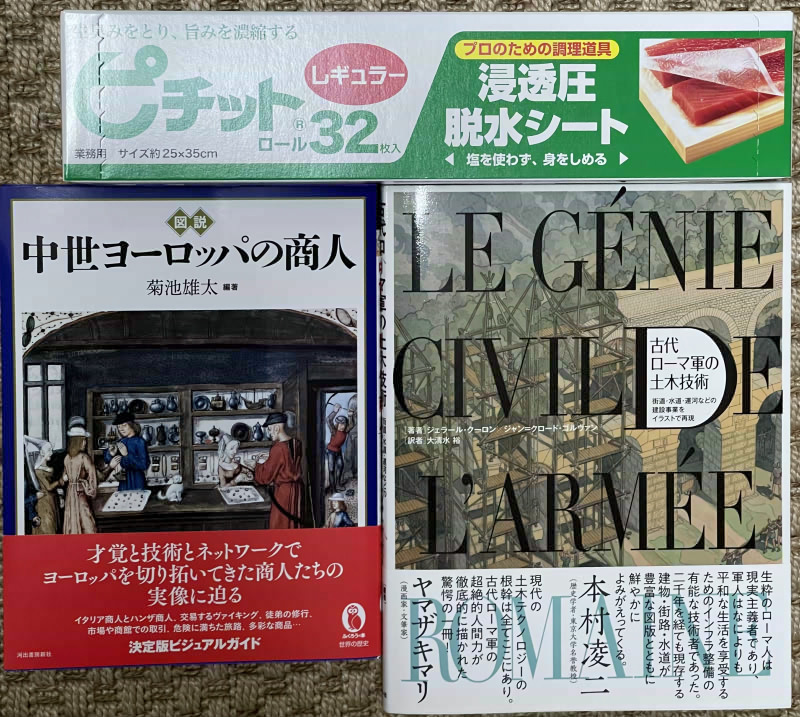 生臭みをとり、旨みを濃縮する
ピチット®
レギュラー
ロール32枚入
業務用 サイズ約25×35cm
プロのための調理道具
浸透圧
脱水シート
塩を使わず、身をしめる
図説
中世ヨーロッパの商人
菊池雄太 編著
才覚と技術とネットワークで
ヨーロッパを切り拓いてきた商人たちの
実像に迫る
イタリア商人とハンザ商人、交易するヴァイキング、徒弟の修行、
市場や商館での取引、危険に満ちた旅路、多彩な商品…
決定版ビジュアルガイド
河出書房新社
ふくろうの本
世界の歴史
古代ローマ軍の土木技術
LE GÉNIE
CIVIL DE
L'ARMÉE
ROMAINE
古代
ローマ軍の
土木技術
街道・水道・運河などの
建設事業を
イラストで再現
著者 ジェラール・クーロン/ジャン=クロード・ゴルヴァン
訳者 大清水 裕
生粋のローマ人は
現実主義者であり、
軍人はなによりも
平和な生活を享受する
ためのインフラ整備の
有能な技術者であった。
二千年を経ても現存する
建物・街路・水道が
豊富な図版とともに
鮮やかに
よみがえってくる。
本村凌二
(歴史学者・東京大学名誉教授)
現代の
土木テクノロジーの
根幹は全てここにあり。
古代ローマ軍の
超絶的人間力が
徹底的に描かれた
驚愕の一冊!
ヤマザキマリ
(漫画家・文筆家)